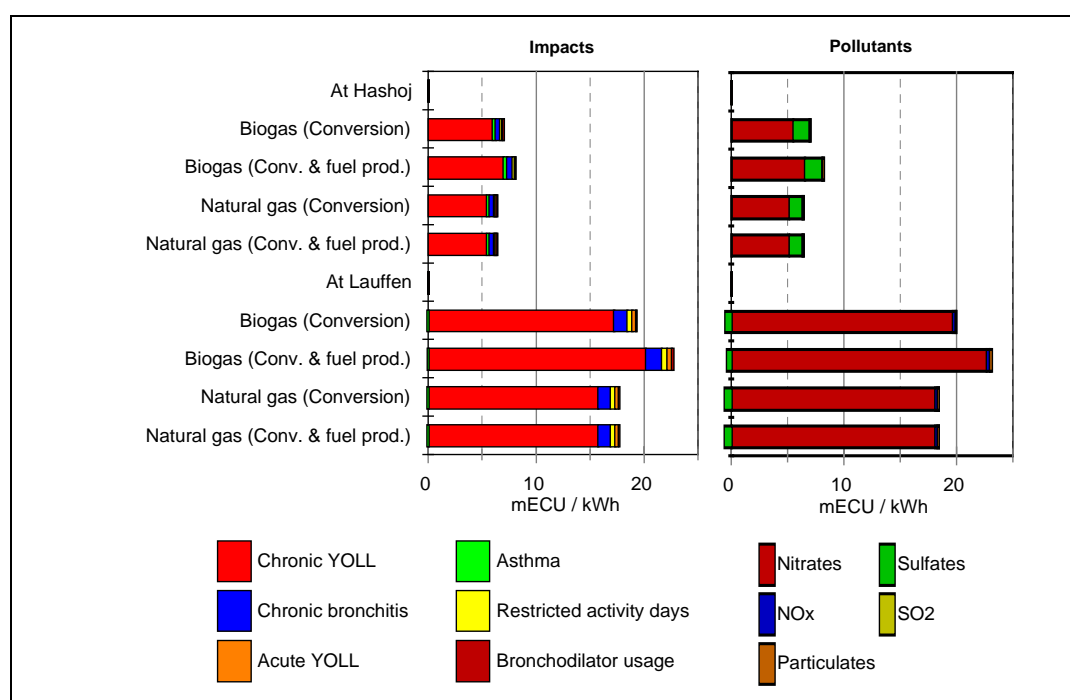 Impacts
Pollutants
At Hashoj
Biogas (Conversion)
Biogas (Conv. & fuel prod.)
Natural gas (Conversion)
Natural gas (Conv. & fuel prod.)
At Lauffen
Biogas (Conversion)
Biogas (Conv. & fuel prod.)
Natural gas (Conversion)
Natural gas (Conv. & fuel prod.)
0 10 20
mECU / kWh
0 10 20
mECU / kWh
Chronic YOLL
Asthma
Chronic bronchitis
Restricted activity days
Acute YOLL
Bronchodilator usage
Nitrates
Sulfates
NOx
SO2
Particulates